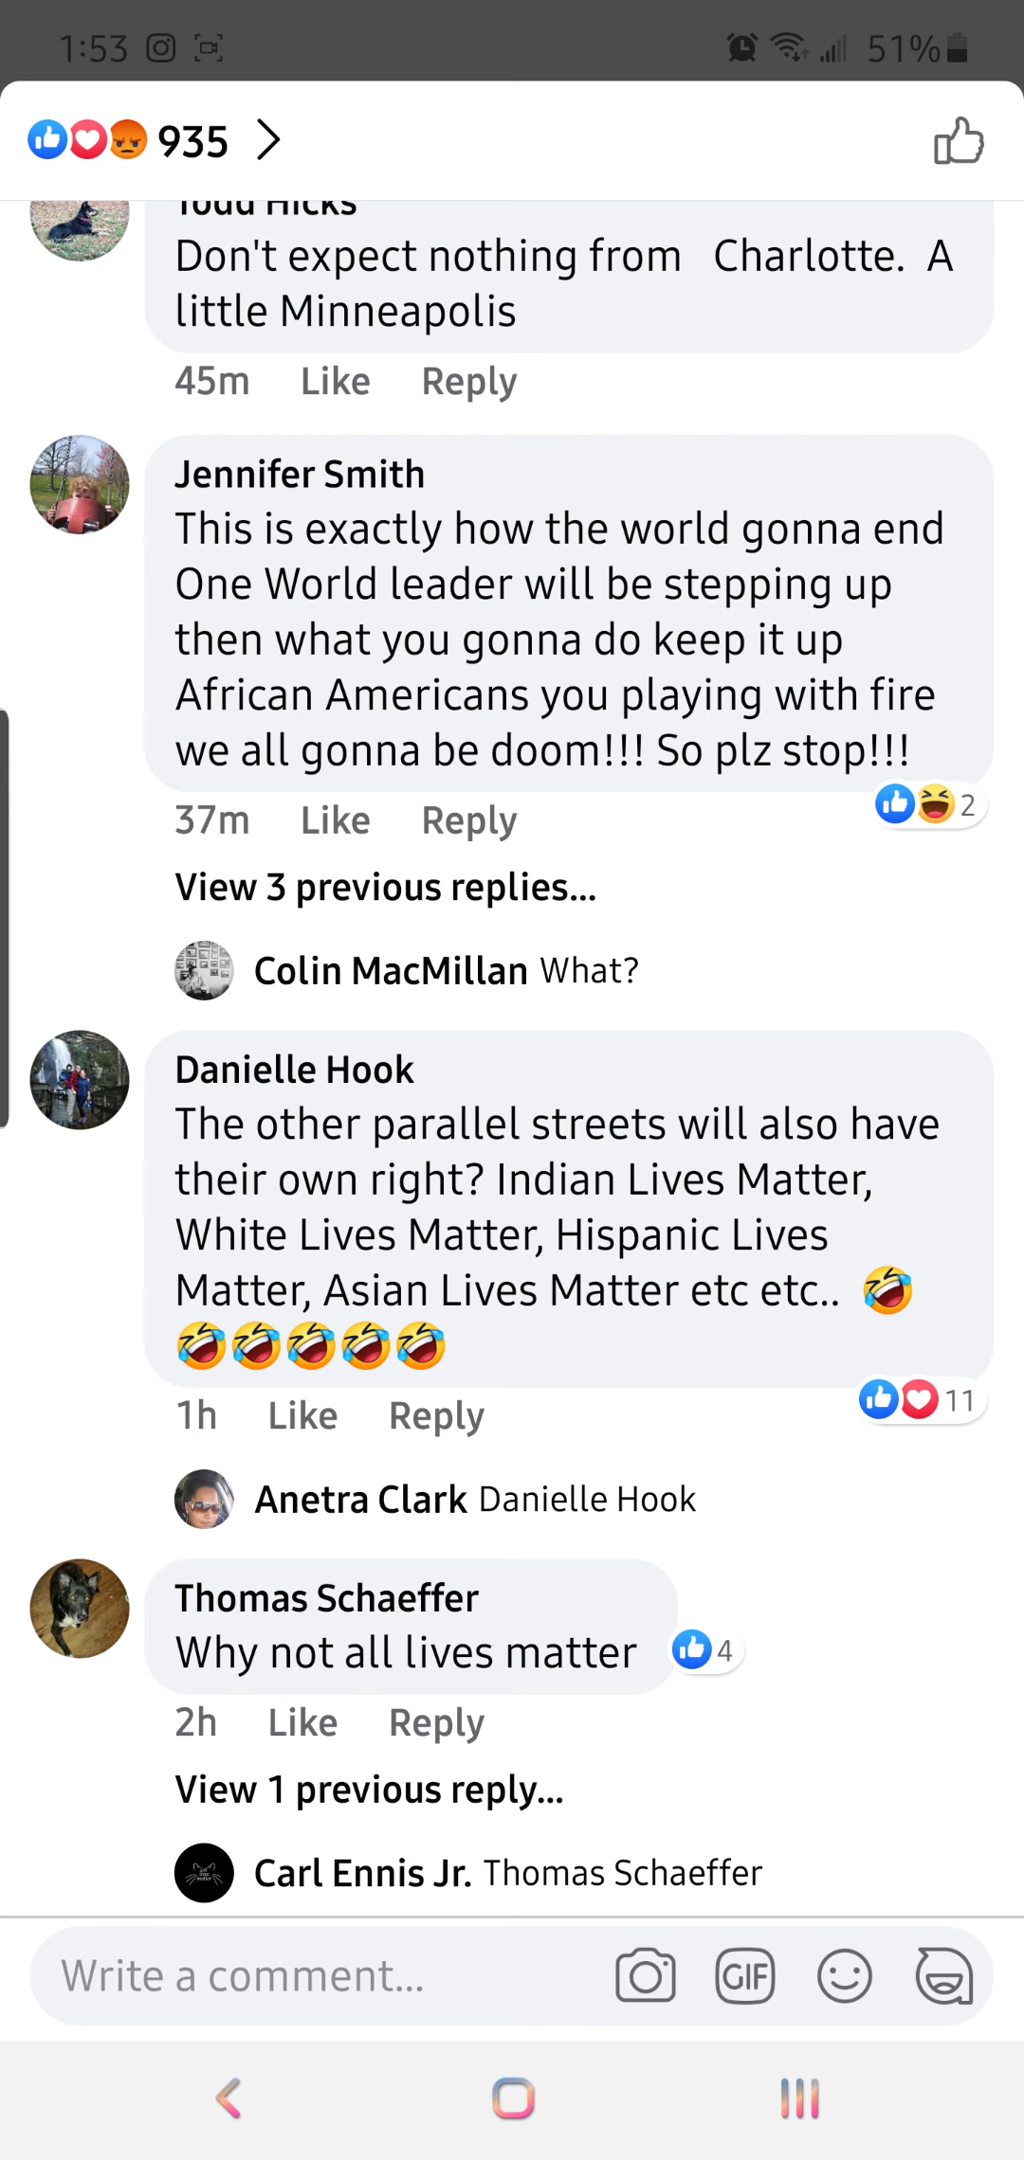 1:53 51%
935
Todd Hicks
Don't expect nothing from Charlotte. A
little Minneapolis
45m Like Reply
Jennifer Smith
This is exactly how the world gonna end
One World leader will be stepping up
then what you gonna do keep it up
African Americans you playing with fire
we all gonna be doom!!! So plz stop!!!
37m Like Reply 2
View 3 previous replies...
Colin MacMillan What?
Danielle Hook
The other parallel streets will also have
their own right? Indian Lives Matter,
White Lives Matter, Hispanic Lives
Matter, Asian Lives Matter etc etc.. 🤣
🤣🤣🤣🤣🤣
1h Like Reply 11
Anetra Clark Danielle Hook
Thomas Schaeffer
Why not all lives matter 4
2h Like Reply
View 1 previous reply...
Carl Ennis Jr. Thomas Schaeffer
Write a comment... GIF